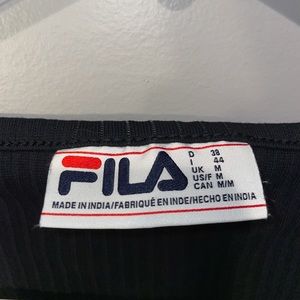 FILA
D 38
I 44
UK M
US/F M
CAN M/M
MADE IN INDIA/FABRIQUÉ EN INDE/HECHO EN INDIA